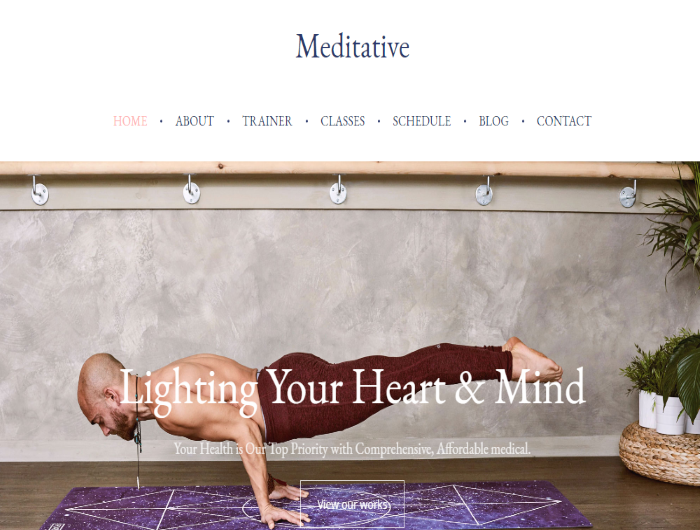 Meditative
HOME • ABOUT • TRAINER • CLASSES • SCHEDULE • BLOG • CONTACT
Lighting Your Heart & Mind
Your Health is Our Top Priority with Comprehensive, Affordable medical.
View our works